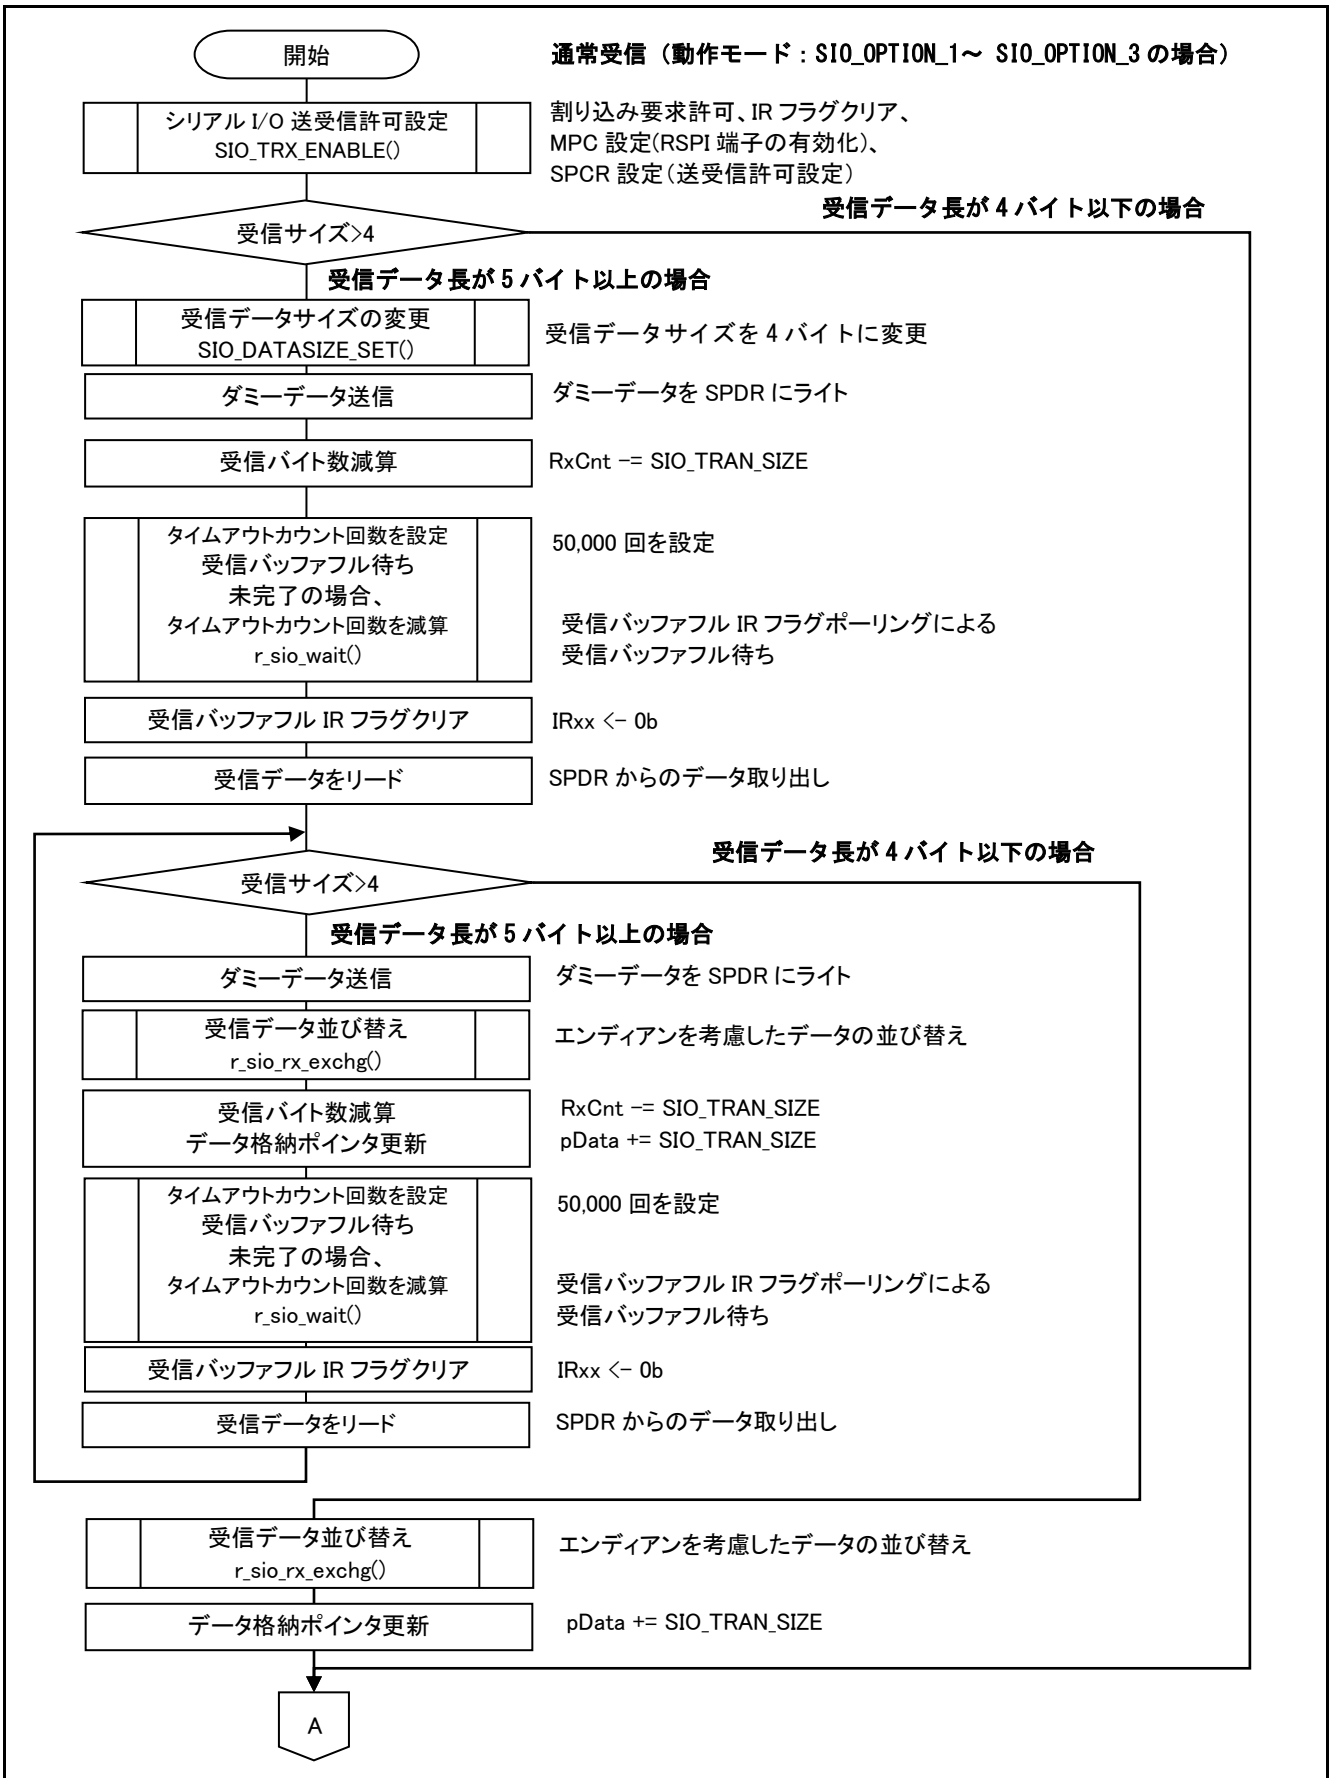 開始
通常受信（動作モード：SIO_OPTION_1～ SIO_OPTION_3 の場合）
シリアル I/O 送受信許可設定
SIO_TRX_ENABLE()
割り込み要求許可、IR フラグクリア、
MPC 設定(RSPI 端子の有効化)、
SPCR 設定（送受信許可設定）
受信データ長が 4 バイト以下の場合
受信サイズ>4
受信データ長が 5 バイト以上の場合
受信データサイズの変更
SIO_DATASIZE_SET()
受信データサイズを 4 バイトに変更
ダミーデータ送信
ダミーデータを SPDR にライト
受信バイト数減算
RxCnt -= SIO_TRAN_SIZE
タイムアウトカウント回数を設定
受信バッファフル待ち
未完了の場合、
タイムアウトカウント回数を減算
r_sio_wait()
50,000 回を設定
受信バッファフル IR フラグポーリングによる
受信バッファフル待ち
受信バッファフル IR フラグクリア
IRxx <- 0b
受信データをリード
SPDR からのデータ取り出し
受信データ長が 4 バイト以下の場合
受信サイズ>4
受信データ長が 5 バイト以上の場合
ダミーデータ送信
ダミーデータを SPDR にライト
受信データ並び替え
r_sio_rx_exchg()
エンディアンを考慮したデータの並び替え
受信バイト数減算
データ格納ポインタ更新
RxCnt -= SIO_TRAN_SIZE
pData += SIO_TRAN_SIZE
タイムアウトカウント回数を設定
受信バッファフル待ち
未完了の場合、
タイムアウトカウント回数を減算
r_sio_wait()
50,000 回を設定
受信バッファフル IR フラグポーリングによる
受信バッファフル待ち
受信バッファフル IR フラグクリア
IRxx <- 0b
受信データをリード
SPDR からのデータ取り出し
受信データ並び替え
r_sio_rx_exchg()
エンディアンを考慮したデータの並び替え
データ格納ポインタ更新
pData += SIO_TRAN_SIZE
A